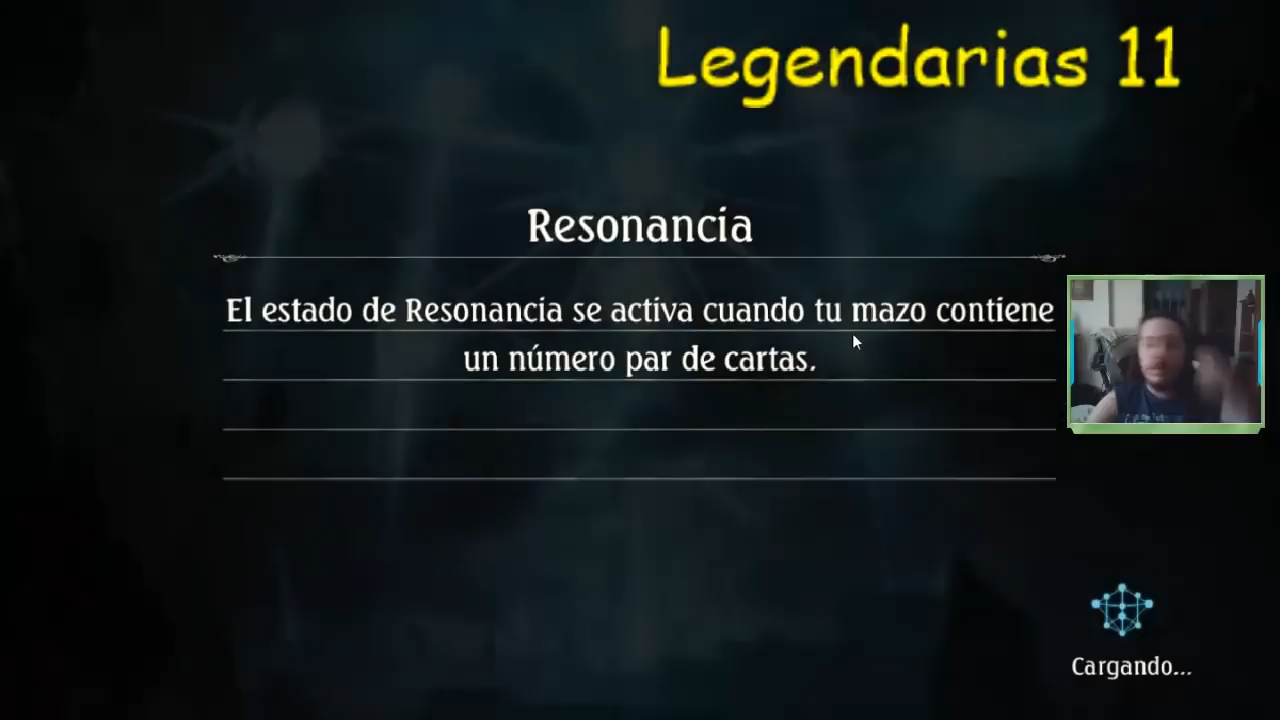 Legendarias 11
Resonancia
El estado de Resonancia se activa cuando tu mazo contiene
un número par de cartas.
Cargando...